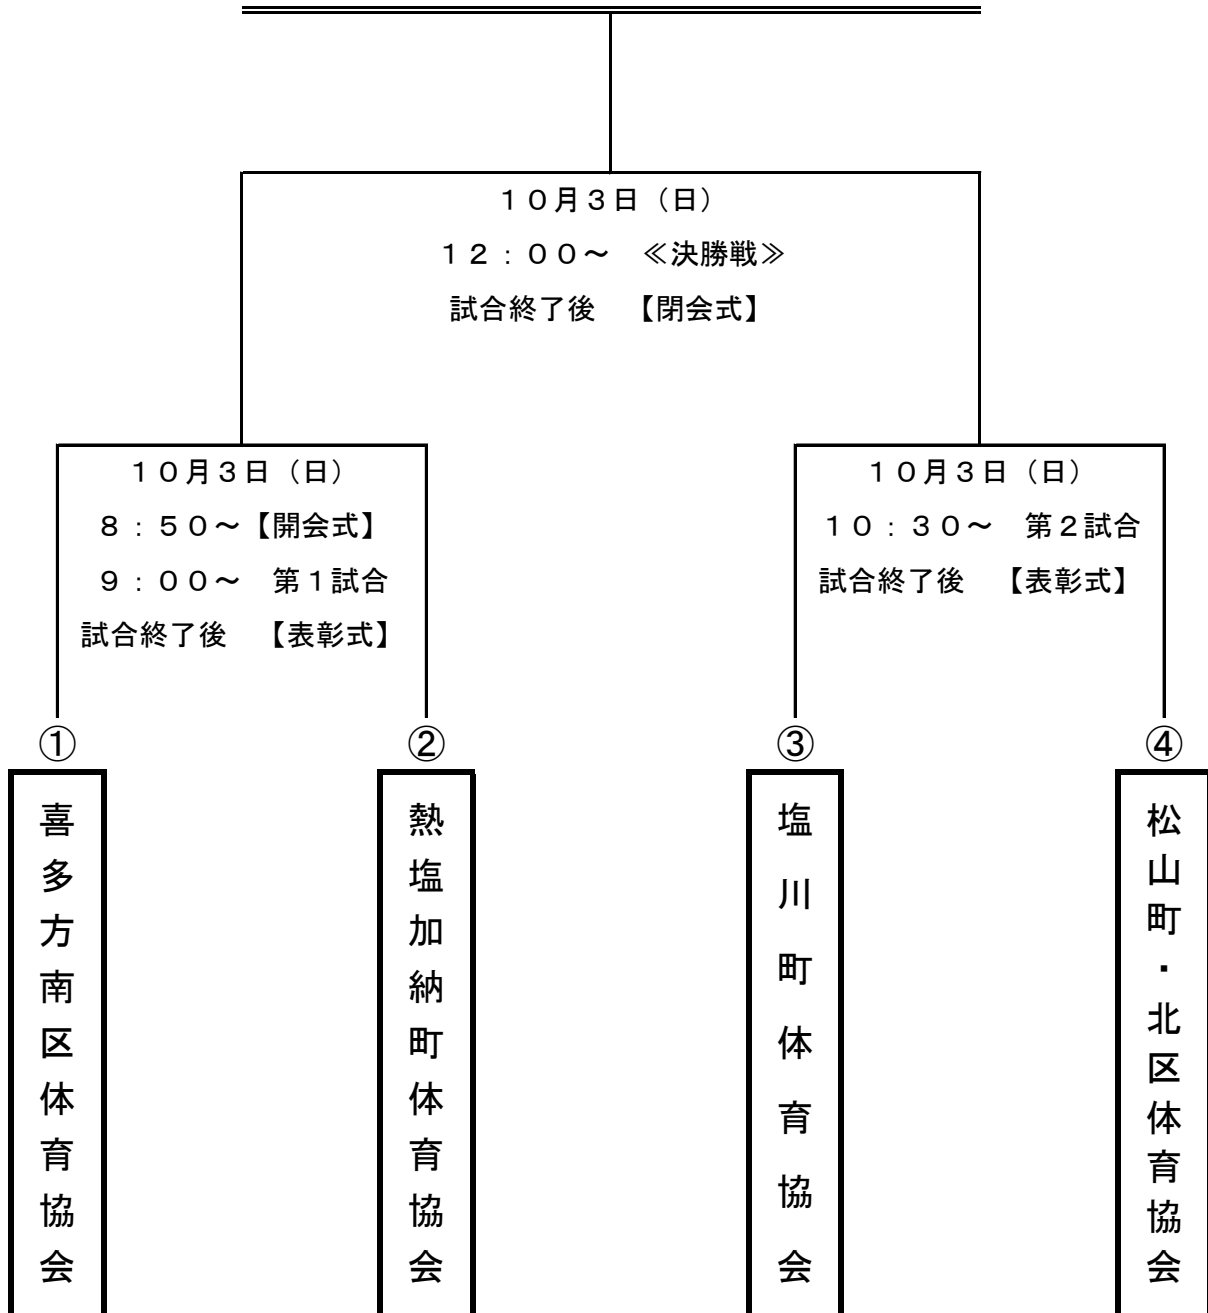 １０月３日（日）
１２：００～　≪決勝戦≫
試合終了後　【閉会式】
１０月３日（日）
８：５０～【開会式】
９：００～　第１試合
試合終了後　【表彰式】
１０月３日（日）
１０：３０～　第２試合
試合終了後　【表彰式】
①
②
③
④
喜多方南区体育協会
熱塩加納町体育協会
塩川町体育協会
松山町・北区体育協会